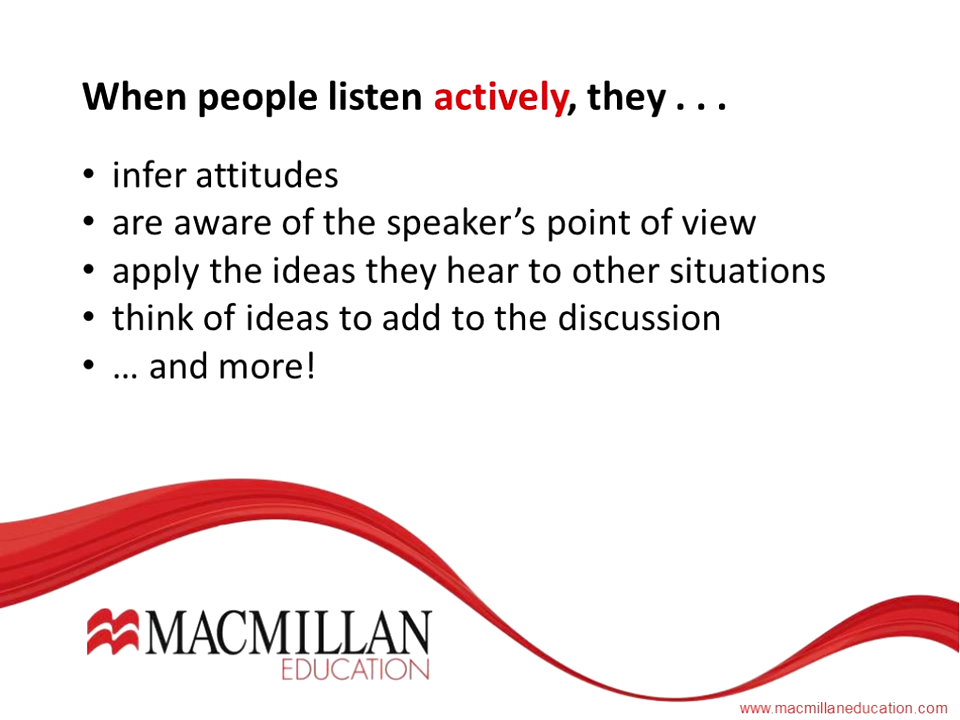 When people listen actively, they . . .
• infer attitudes
• are aware of the speaker’s point of view
• apply the ideas they hear to other situations
• think of ideas to add to the discussion
• … and more!
MACMILLAN
EDUCATION
www.macmillaneducation.com